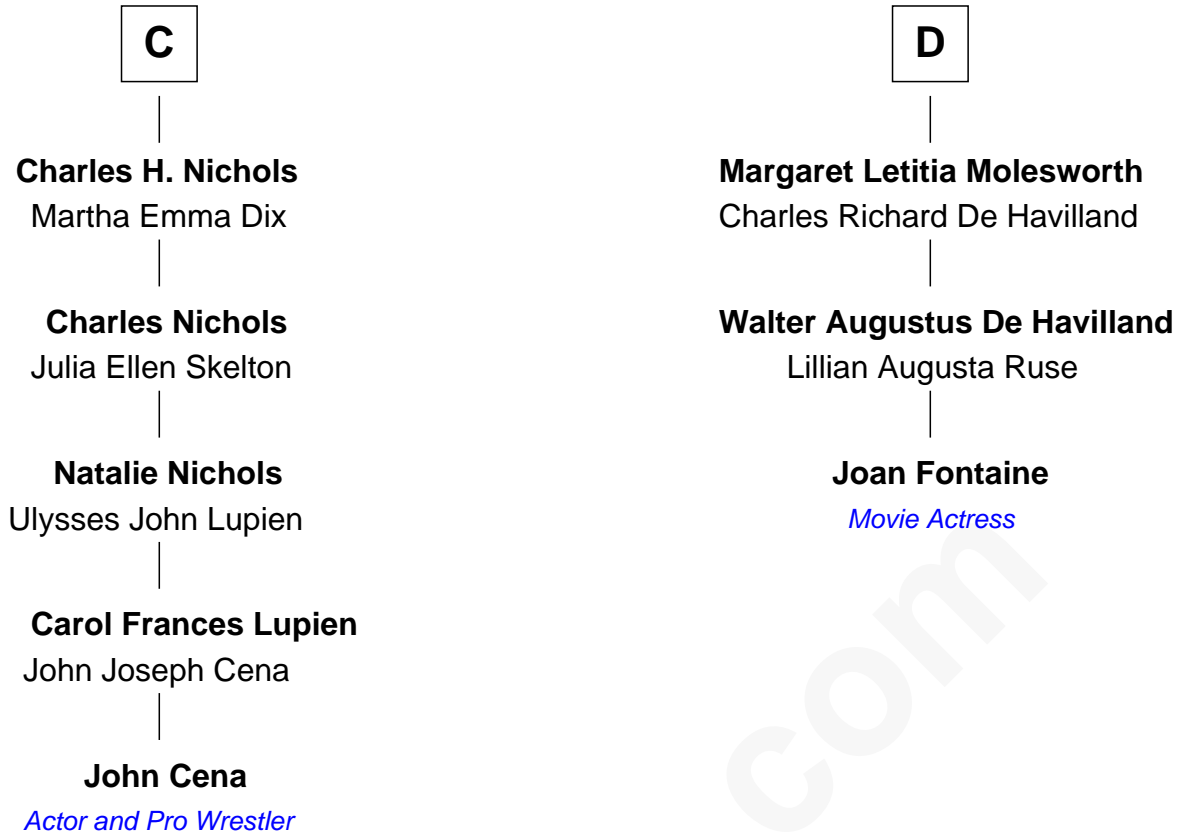 C
Charles H. Nichols
Martha Emma Dix
Charles Nichols
Julia Ellen Skelton
Natalie Nichols
Ulysses John Lupien
Carol Frances Lupien
John Joseph Cena
John Cena
Actor and Pro Wrestler
D
Margaret Letitia Molesworth
Charles Richard De Havilland
Walter Augustus De Havilland
Lillian Augusta Ruse
Joan Fontaine
Movie Actress
com